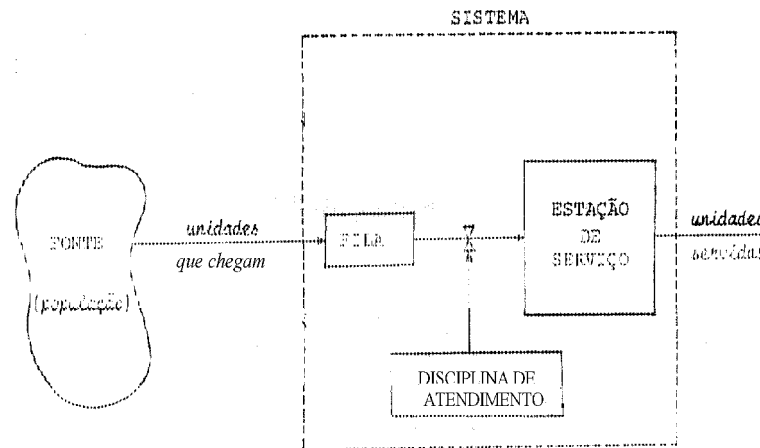 SISTEMA
FONTE
(população)
unidades
que chegam
FILA
ESTAÇÃO
DE
SERVIÇO
unidades
servidas
DISCIPLINA DE
ATENDIMENTO